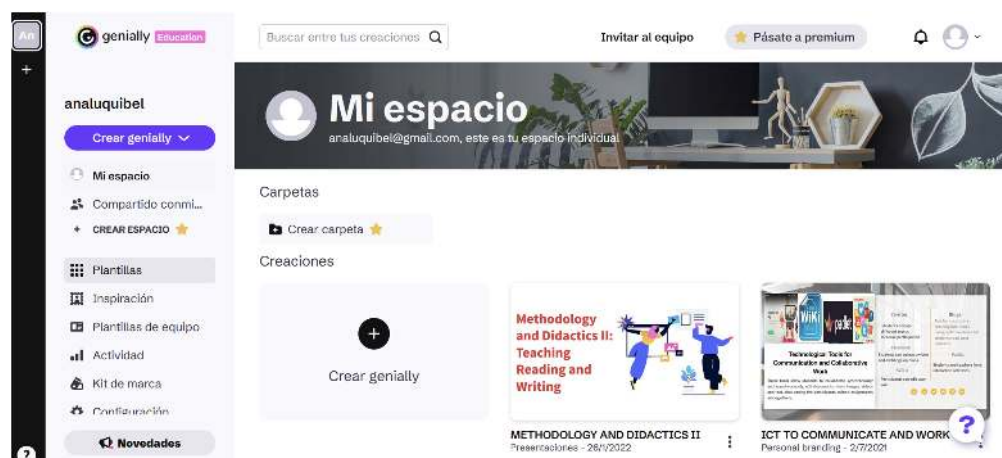 An
genially Education
Buscar entre tus creaciones
Invitar al equipo
Pásate a premium
+
analuquibel
Crear genially
Mi espacio
Compartido conmi...
+ CREAR ESPACIO
Plantillas
Inspiración
Plantillas de equipo
Actividad
Kit de marca
Configuración
Novedades
?
Mi espacio
analuquibel@gmail.com, este es tu espacio individual
Carpetas
Crear carpeta
Creaciones
+
Crear genially
Methodology
and Didactics II:
Teaching
Reading and
Writing
METHODOLOGY AND DIDACTICS II
Presentaciones - 26/1/2022
WiKi
padlet
Technological Tools for
Communication and Collaborative
Work
Blogs
ICT TO COMMUNICATE AND WORK
Personal branding - 2/7/2021
?